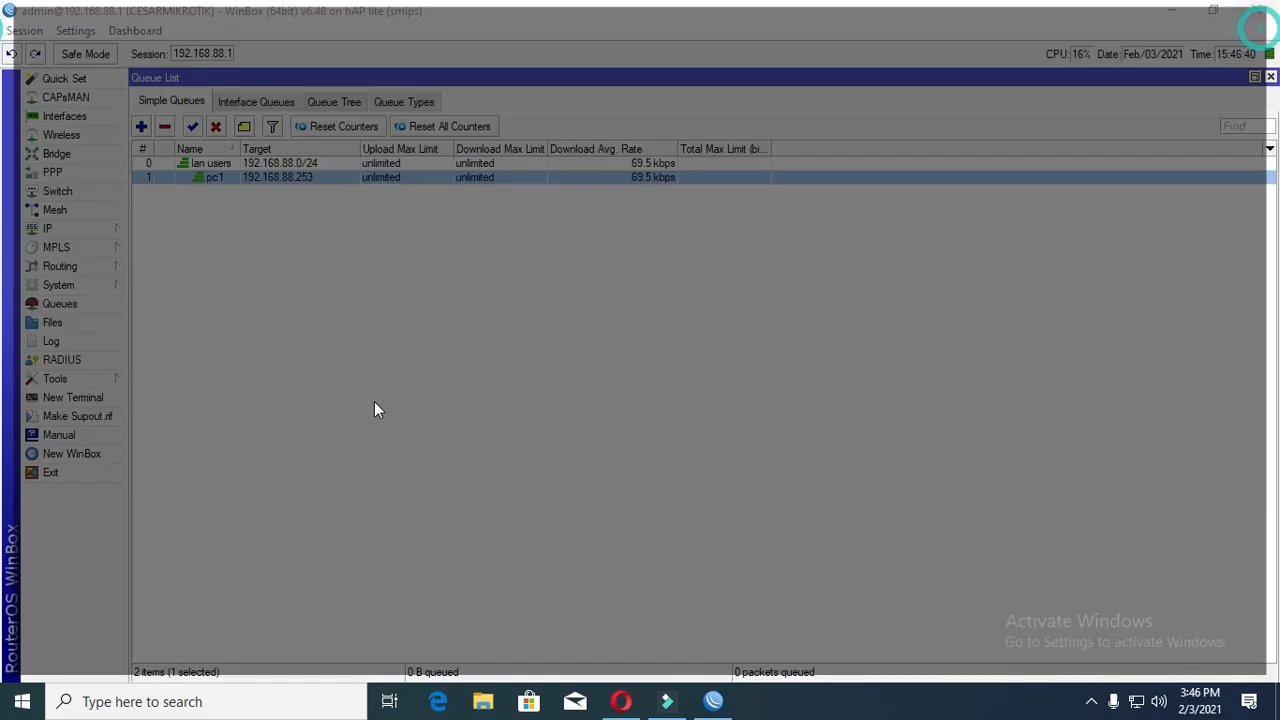 admin@192.168.88.1 (CESARMIKROTIK) - WinBox (64bit) v6.48 on hAP lite (smips)
Session Settings Dashboard
Safe Mode Session: 192.168.88.1 CPU: 16% Date: Feb/03/2021 Time: 15:46:40
Queue List
Simple Queues Interface Queues Queue Tree Queue Types
Reset Counters Reset All Counters Find
# Name Target Upload Max Limit Download Max Limit Download Avg. Rate Total Max Limit (bi...
0 lan users 192.168.88.0/24 unlimited unlimited 69.5 kbps
1 pc1 192.168.88.253 unlimited unlimited 69.5 kbps
Quick Set
CAPsMAN
Interfaces
Wireless
Bridge
PPP
Switch
Mesh
IP
MPLS
Routing
System
Queues
Files
Log
RADIUS
Tools
New Terminal
Make Supout.rif
Manual
New WinBox
Exit
RouterOS WinBox
Activate Windows
Go to Settings to activate Windows.
2 items (1 selected) 0 B queued 0 packets queued
Type here to search
3:46 PM
2/3/2021